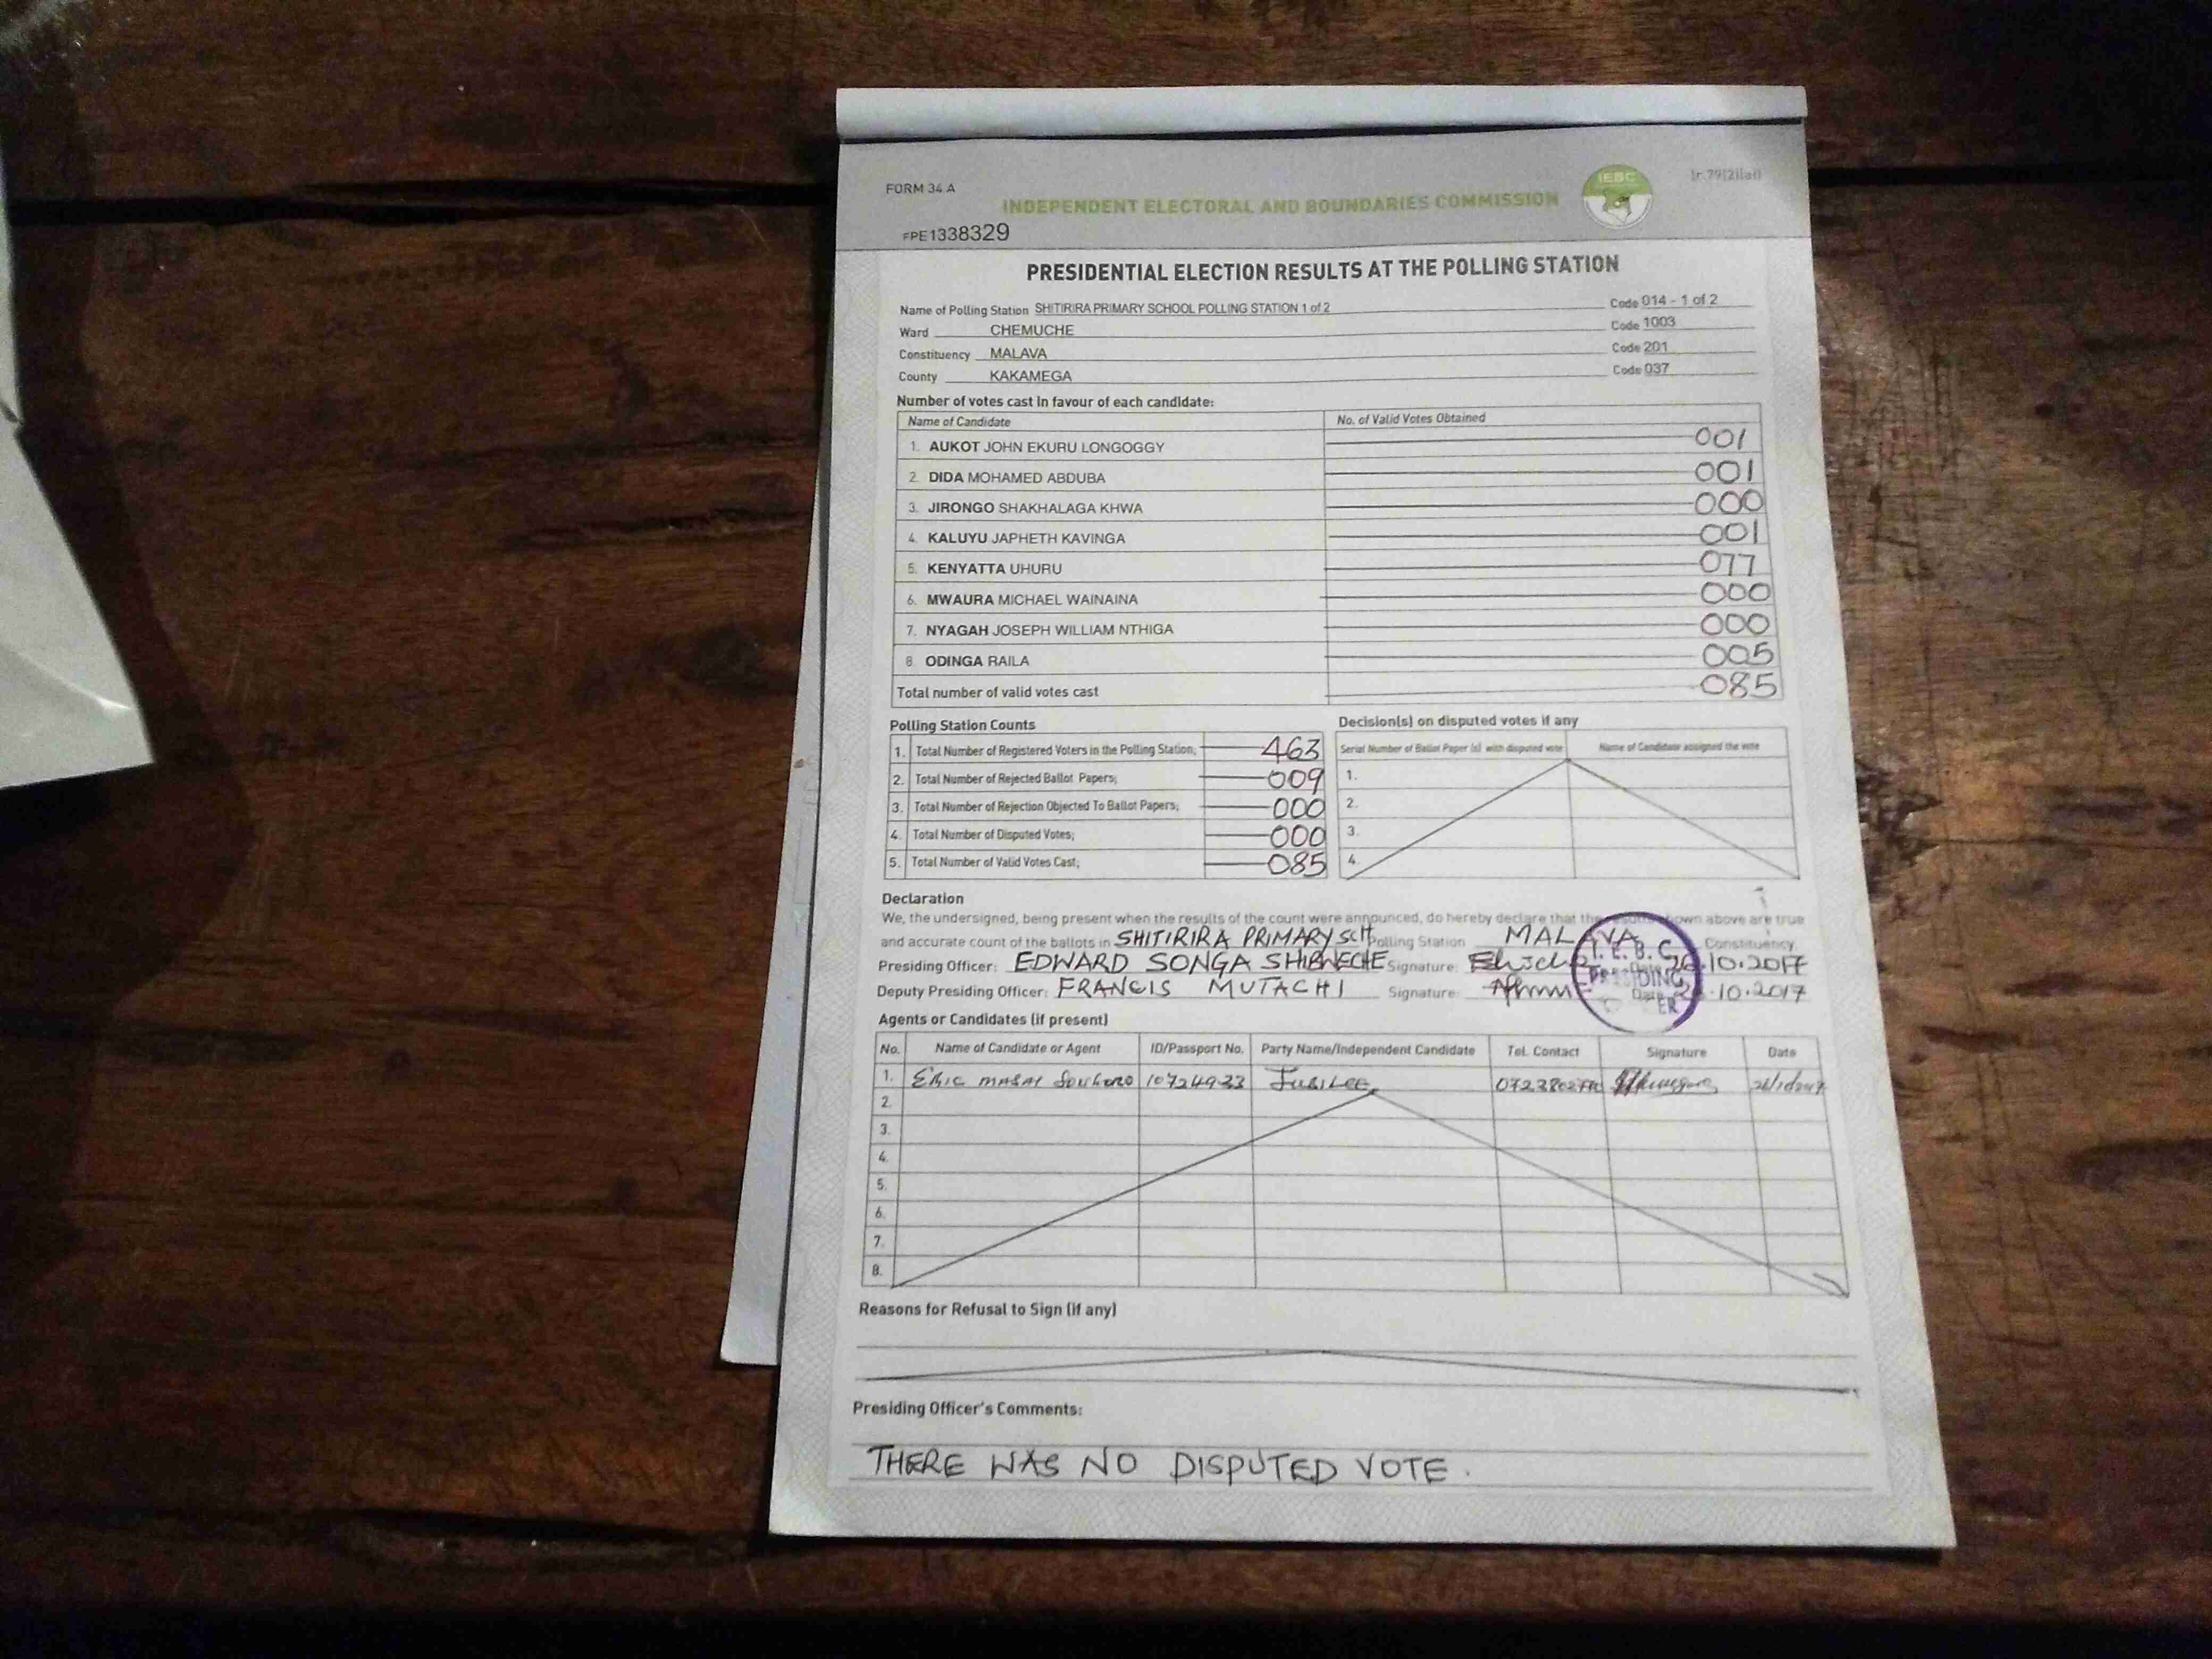 FORM 34 A
INDEPENDENT ELECTORAL AND BOUNDARIES COMMISSION
IEBC
FPE1338329
PRESIDENTIAL ELECTION RESULTS AT THE POLLING STATION
Name of Polling Station SHITIRIRA PRIMARY SCHOOL POLLING STATION 1 of 2 Code 014 - 1 of 2
Ward CHEMUCHE Code 1003
Constituency MALAVA Code 201
County KAKAMEGA Code 037
Number of votes cast in favour of each candidate:
Name of Candidate No. of Valid Votes Obtained
1. AUKOT JOHN EKURU LONGOGGY 001
2. DIDA MOHAMED ABDUBA 001
3. JIRONGO SHAKHALAGA KHWA 000
4. KALUYU JAPHETH KAVINGA 001
5. KENYATTA UHURU 077
6. MWAURA MICHAEL WAINAINA 000
7. NYAGAH JOSEPH WILLIAM NTHIGA 000
8. ODINGA RAILA 005
Total number of valid votes cast 085
Polling Station Counts
1. Total Number of Registered Voters in the Polling Station; 463
2. Total Number of Rejected Ballot Papers; 009
3. Total Number of Rejection Objected To Ballot Papers; 000
4. Total Number of Disputed Votes; 000
5. Total Number of Valid Votes Cast; 085
Decision(s) on disputed votes if any
Serial Number of Ballot Paper (s) with disputed vote Name of Candidate assigned the vote
1.
2.
3.
4.
Declaration
We, the undersigned, being present when the results of the count were announced, do hereby declare that the results shown above are true
and accurate count of the ballots in SHITIRIRA PRIMARY SCH Polling Station MALAVA Constituency.
Presiding Officer: EDWARD SONGA Signature: 26.10.2017
Deputy Presiding Officer: FRANCIS MUTACHI Signature: Date 26.10.2017
I.E.B.C
PRESIDING
Agents or Candidates (if present)
No. Name of Candidate or Agent ID/Passport No. Party Name/Independent Candidate Tel. Contact Signature Date
1. ERIC MASAI 10724933 JUBILEE
2.
3.
4.
5.
6.
7.
8.
Reasons for Refusal to Sign (if any)
Presiding Officer's Comments:
THERE WAS NO DISPUTED VOTE.